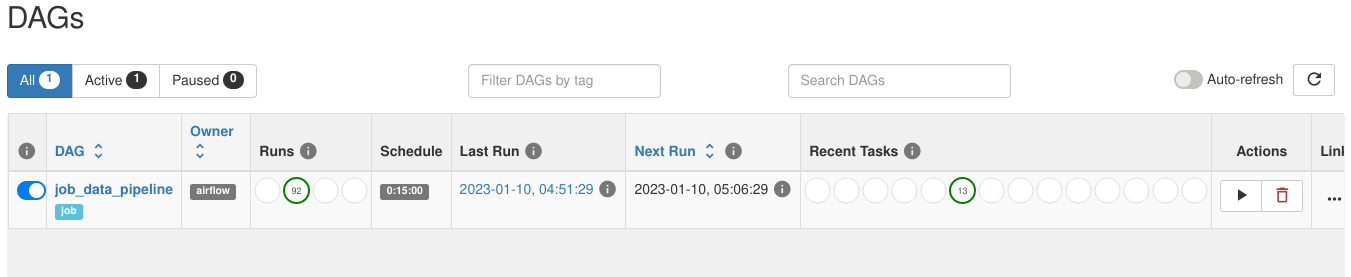 DAGs
All 1 Active 1 Paused 0 Filter DAGs by tag Search DAGs Auto-refresh
DAG Owner Runs Schedule Last Run Next Run Recent Tasks Actions Linl
job_data_pipeline airflow 92 0:15:00 2023-01-10, 04:51:29 2023-01-10, 05:06:29 13
job